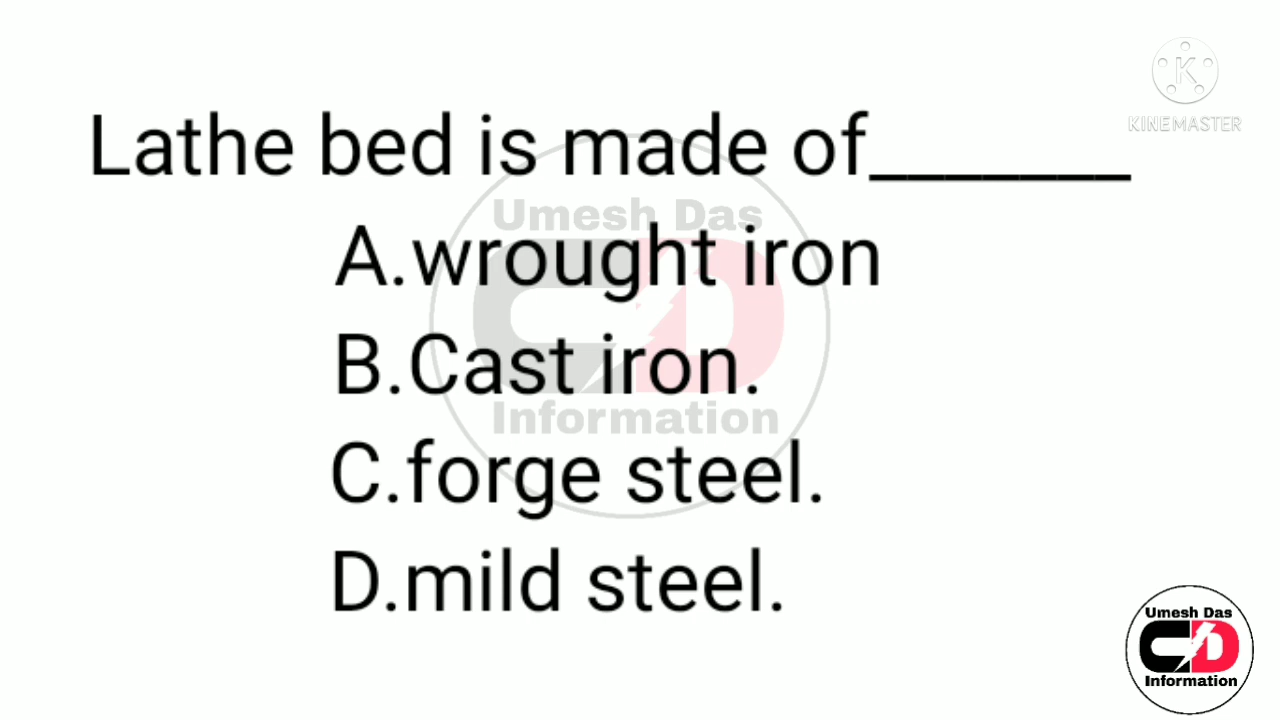 KINEMASTER
Lathe bed is made of_______
Umesh Das
A.wrought iron
B.Cast iron.
Information
C.forge steel.
D.mild steel.
Umesh Das
Information